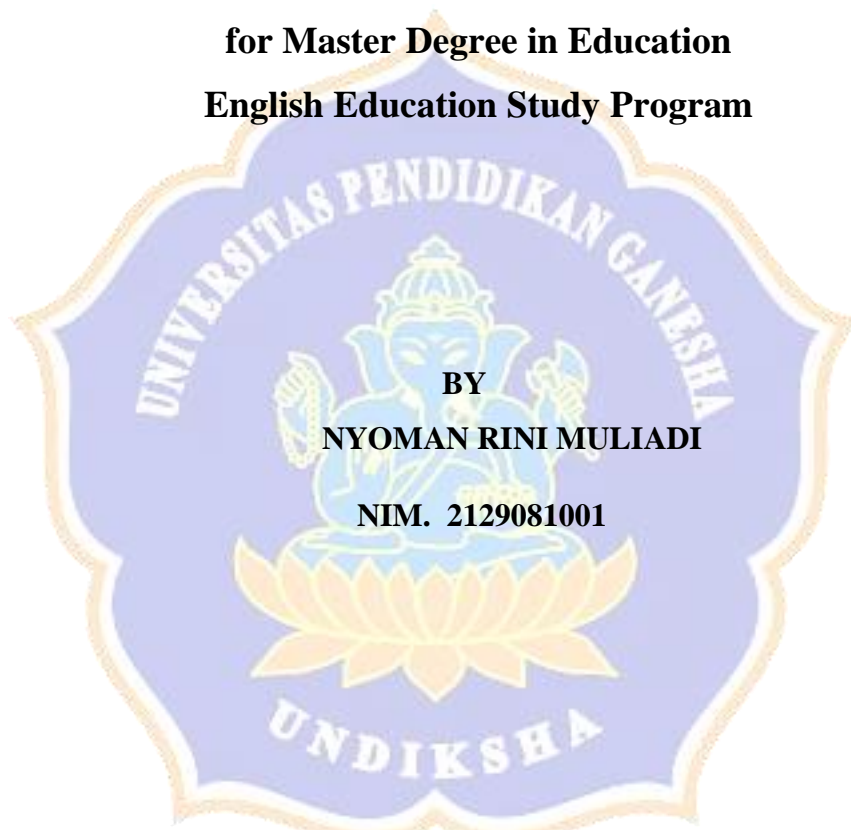 for Master Degree in Education
English Education Study Program
UNIVERSITAS PENDIDIKAN GANESHA
BY
NYOMAN RINI MULIADI
NIM. 2129081001
UNDIKSHA